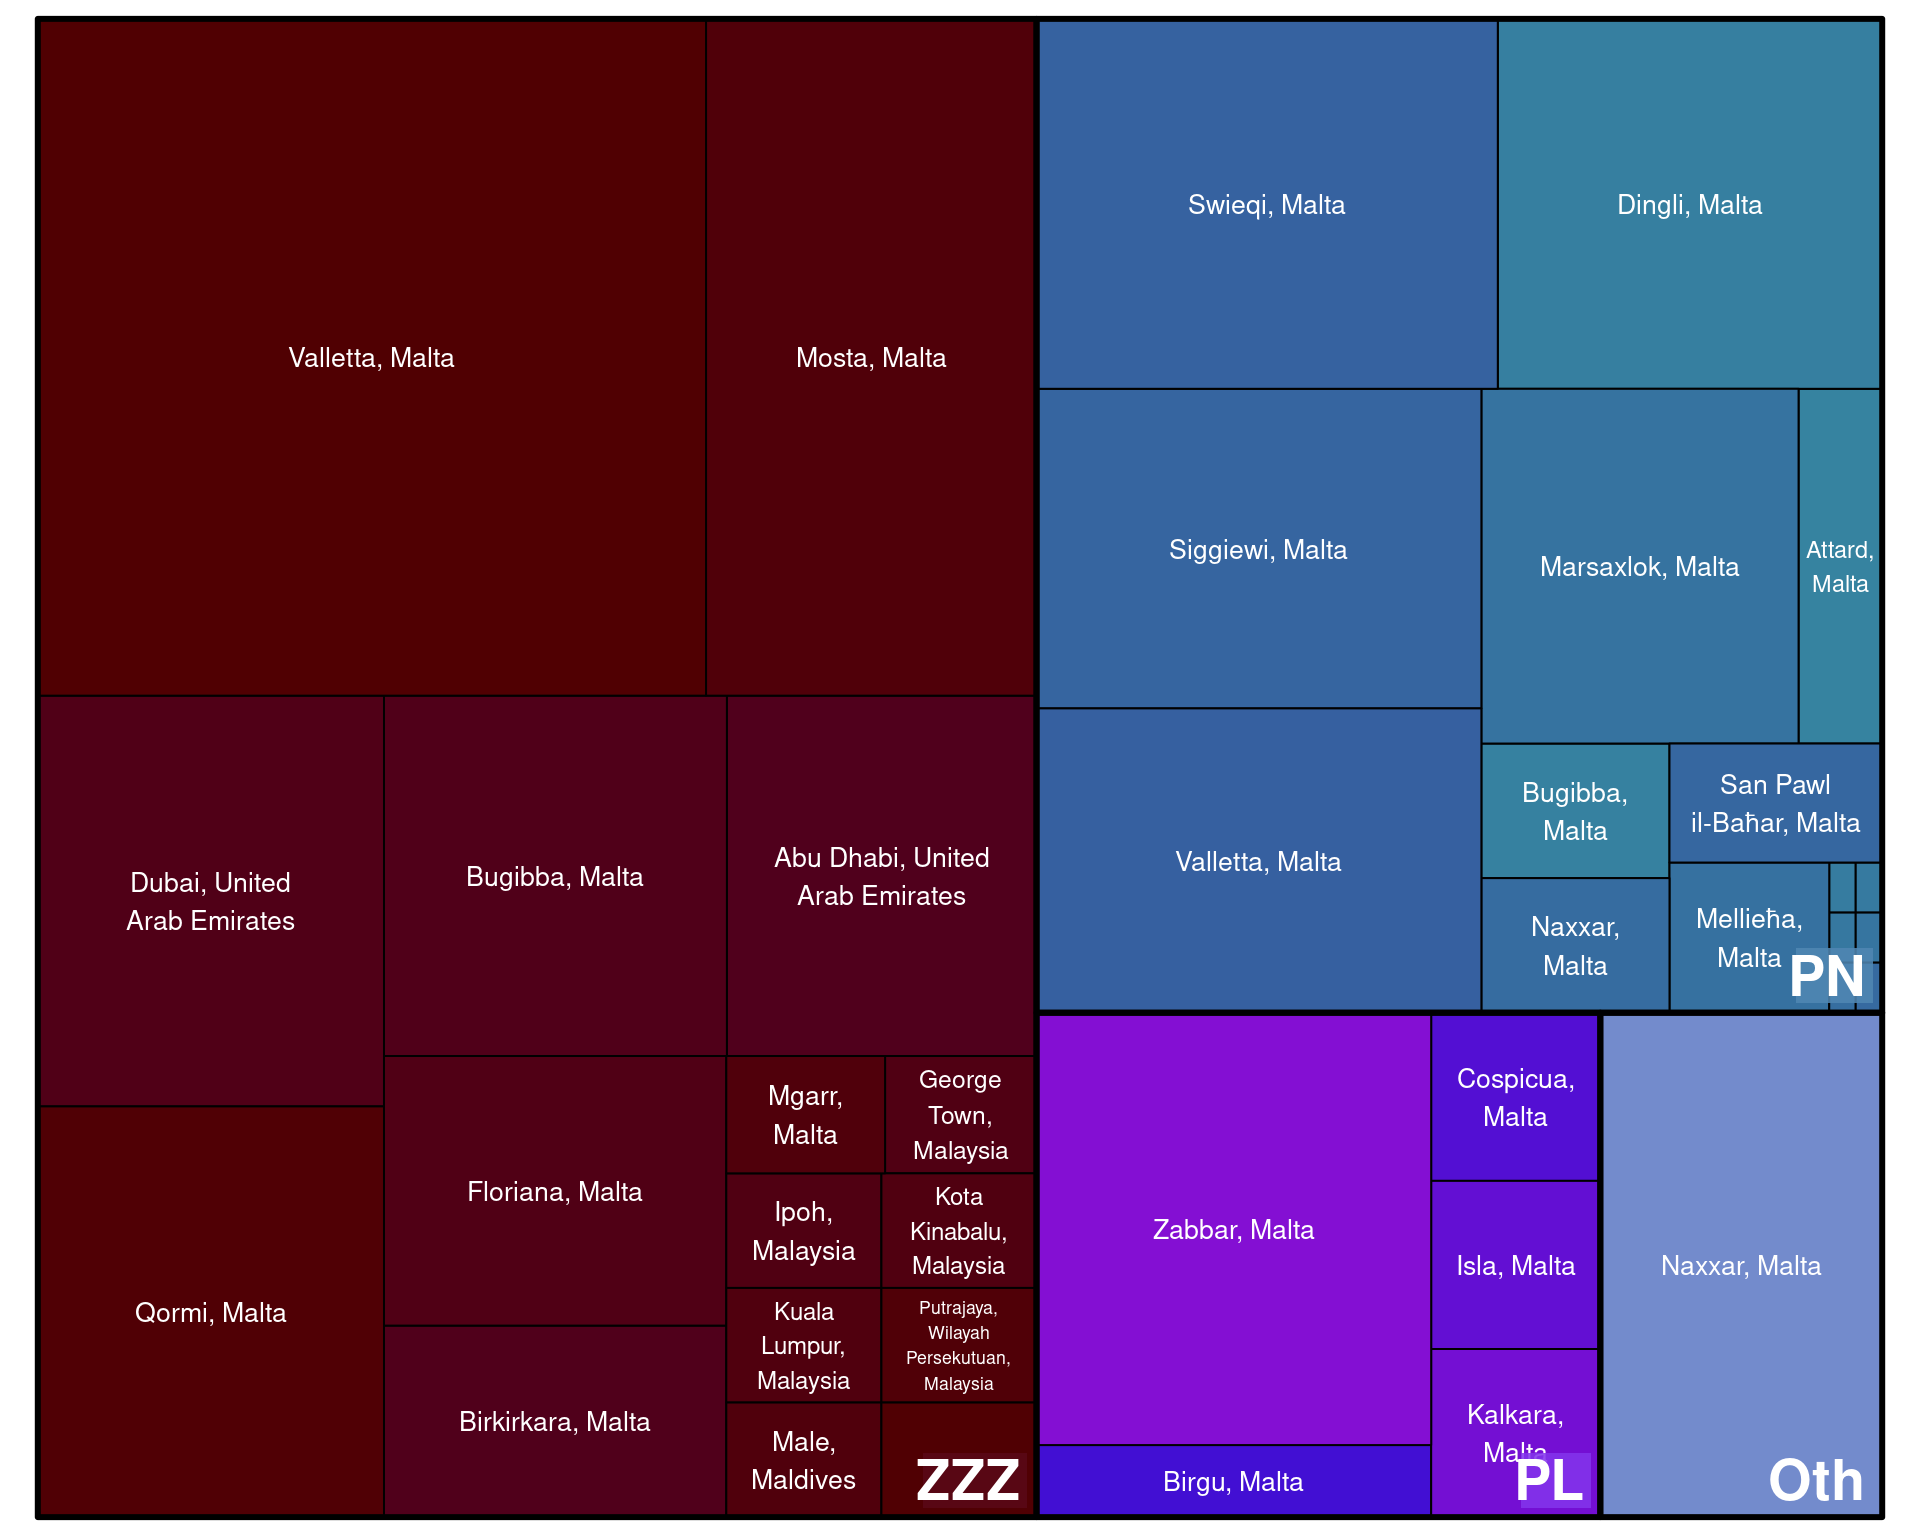 Valletta, Malta
Mosta, Malta
Dubai, United
Arab Emirates
Bugibba, Malta
Abu Dhabi, United
Arab Emirates
Qormi, Malta
Floriana, Malta
Birkirkara, Malta
Mgarr,
Malta
George
Town,
Malaysia
Ipoh,
Malaysia
Kota
Kinabalu,
Malaysia
Kuala
Lumpur,
Malaysia
Putrajaya,
Wilayah
Persekutuan,
Malaysia
Male,
Maldives
ZZZ
Swieqi, Malta
Dingli, Malta
Siggiewi, Malta
Marsaxlok, Malta
Attard,
Malta
Valletta, Malta
Bugibba,
Malta
San Pawl
il-Baħar, Malta
Naxxar,
Malta
Mellieħa,
Malta
PN
Zabbar, Malta
Cospicua,
Malta
Isla, Malta
Kalkara,
Malta
Birgu, Malta
PL
Naxxar, Malta
Oth